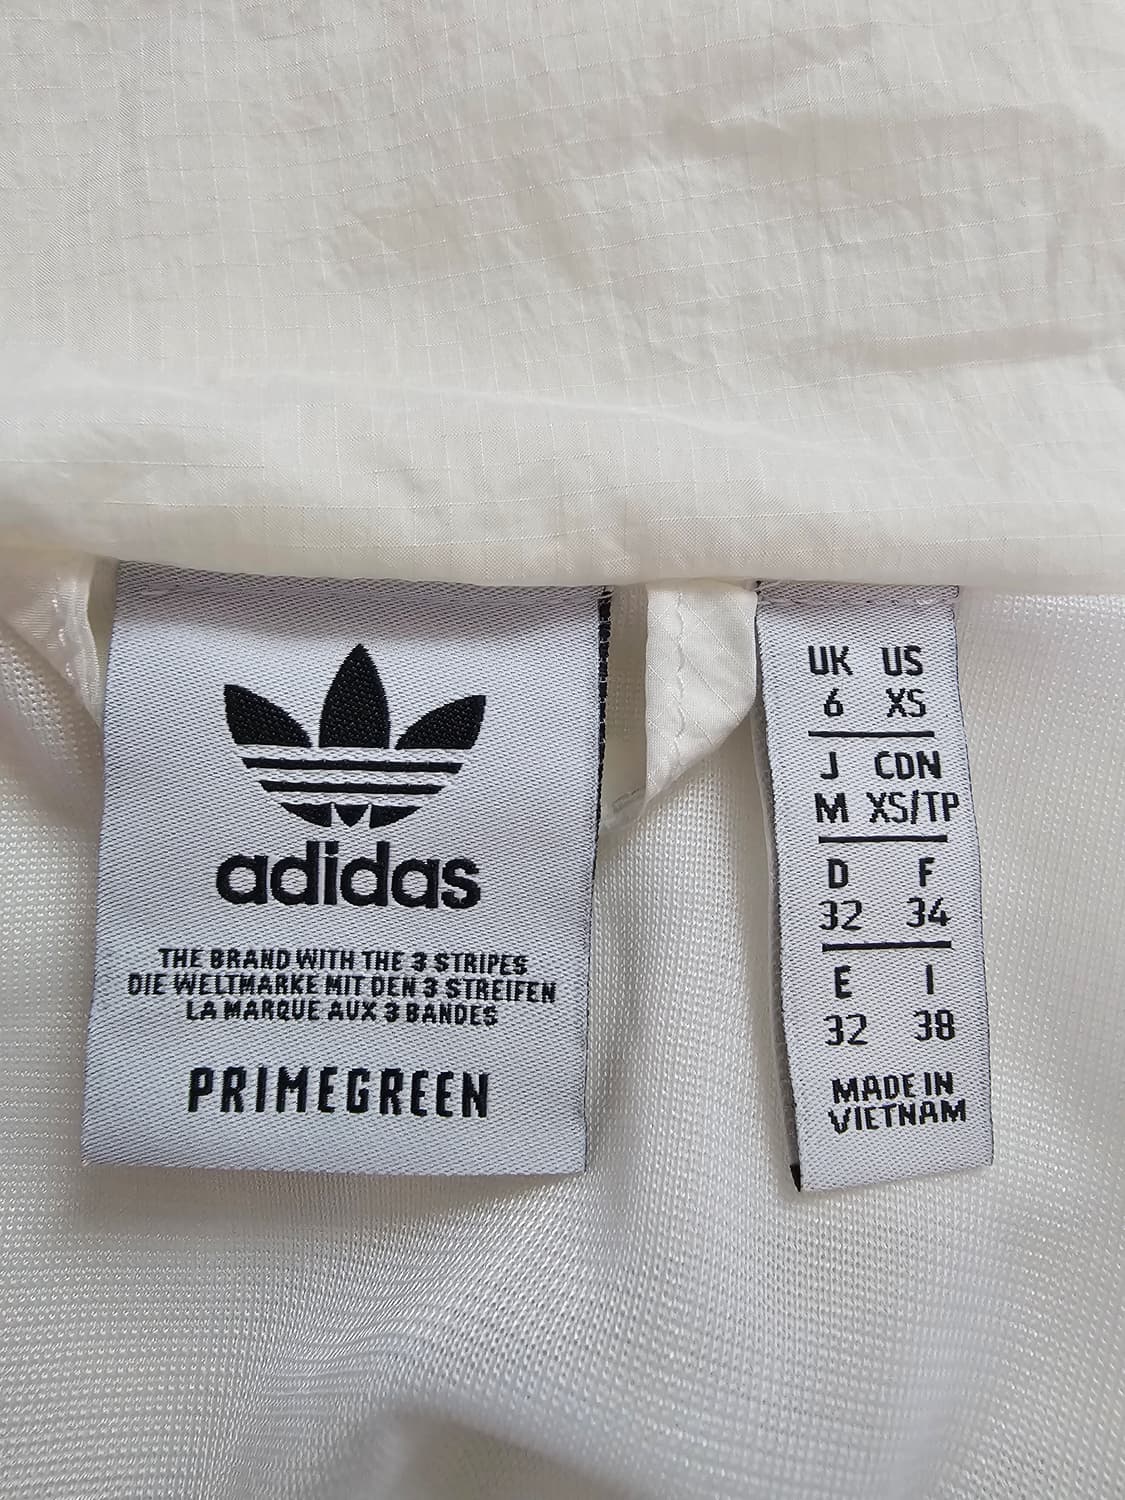 adidas
THE BRAND WITH THE 3 STRIPES
DIE WELTMARKE MIT DEN 3 STREIFEN
LA MARQUE AUX 3 BANDES
PRIMEGREEN
UK US
6 XS
J CDN
M XS/TP
D F
32 34
E I
32 38
MADE IN
VIETNAM